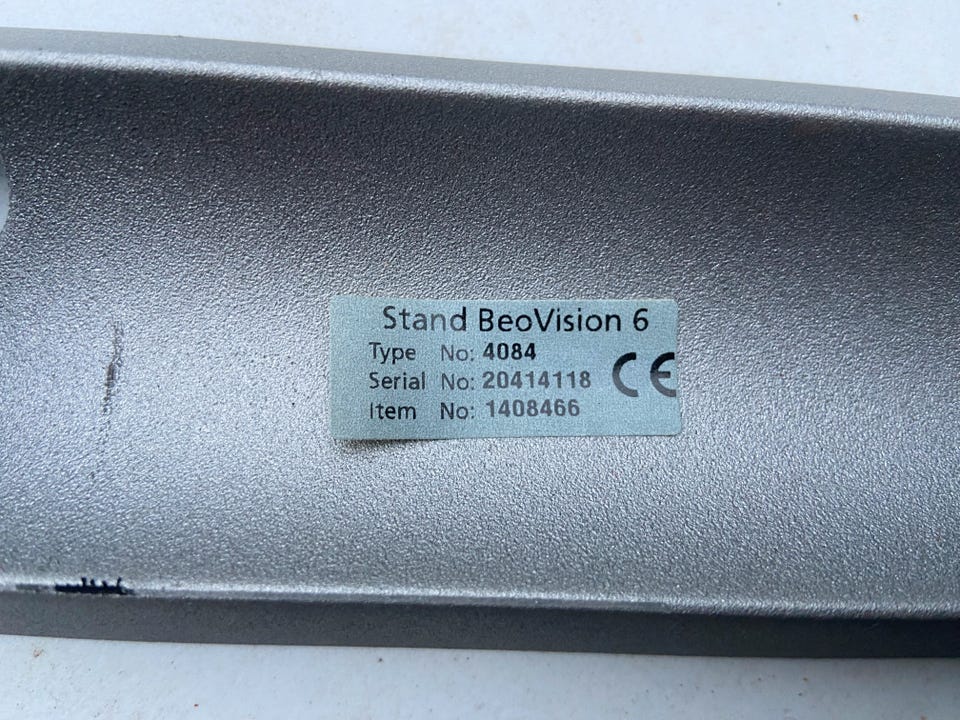 Stand BeoVision 6
Type No: 4084
Serial No: 20414118
Item No: 1408466
CE